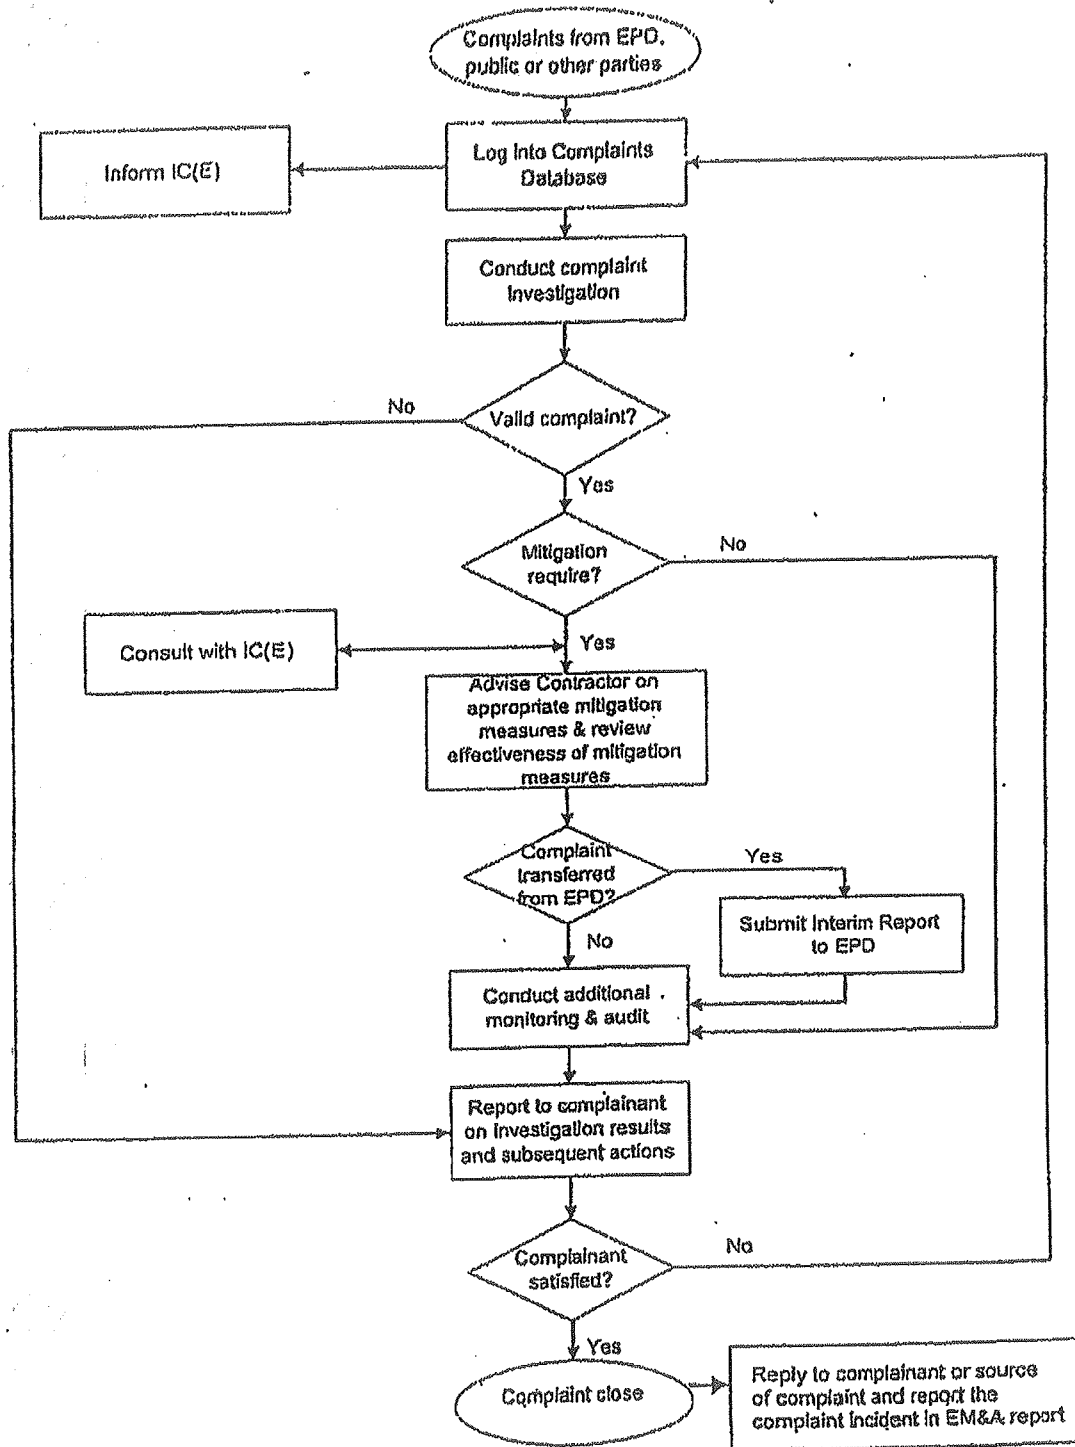 Complaints from EPD,
public or other parties
Log Into Complaints
Database
Inform IC(E)
Conduct complaint
Investigation
Valid complaint?
No
Yes
Mitigation
require?
No
Yes
Consult with IC(E)
Advise Contractor on
appropriate mitigation
measures & review
effectiveness of mitigation
measures
Complaint
transferred
from EPD?
Yes
No
Submit Interim Report
to EPD
Conduct additional
monitoring & audit
Report to complainant
on investigation results
and subsequent actions
Complainant
satisfied?
No
Yes
Complaint close
Reply to complainant or source
of complaint and report the
complaint incident in EM&A report